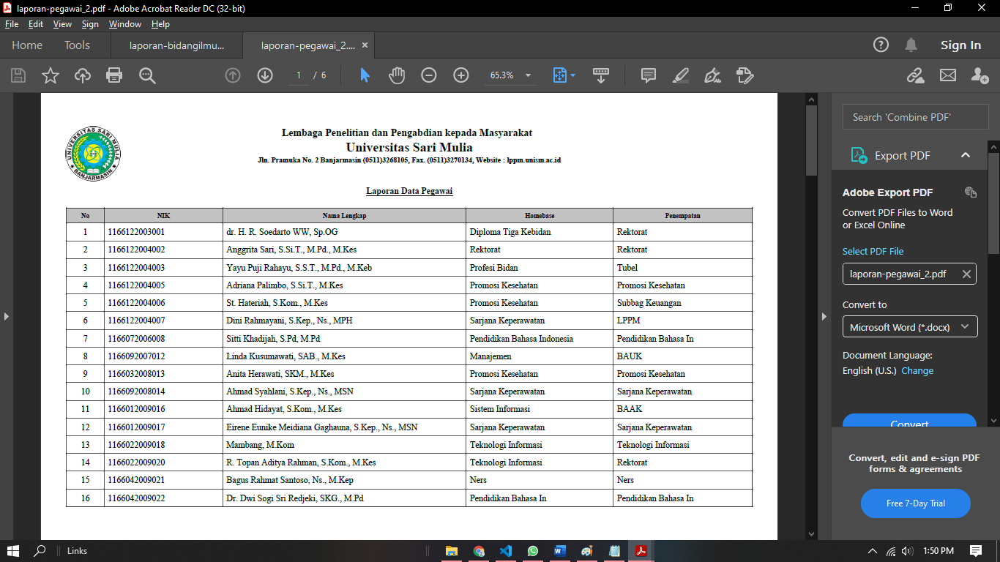 laporan-pegawai_2.pdf - Adobe Acrobat Reader DC (32-bit)
File Edit View Sign Window Help
Home Tools laporan-bidangilmu... laporan-pegawai_2.... × Sign In
1 / 6 65.3%
UNIVERSITAS SARI MULIA
BANJARMASIN
Lembaga Penelitian dan Pengabdian kepada Masyarakat
Universitas Sari Mulia
Jln. Pramuka No. 2 Banjarmasin (0511)3268105, Fax. (0511)3270134, Website : lppm.unism.ac.id
Laporan Data Pegawai
No NIK Nama Lengkap Homebase Penempatan
1 1166122003001 dr. H. R. Soedarto WW, Sp.OG Diploma Tiga Kebidan Rektorat
2 1166122004002 Anggrita Sari, S.Si.T., M.Pd., M.Kes Rektorat Rektorat
3 1166122004003 Yayu Puji Rahayu, S.S.T., M.Pd., M.Keb Profesi Bidan Tubel
4 1166122004005 Adriana Palimbo, S.Si.T., M.Kes Promosi Kesehatan Promosi Kesehatan
5 1166122004006 St. Hateriah, S.Kom., M.Kes Promosi Kesehatan Subbag Keuangan
6 1166122004007 Dini Rahmayani, S.Kep., Ns., MPH Sarjana Keperawatan LPPM
7 1166072006008 Sitti Khadijah, S.Pd, M.Pd Pendidikan Bahasa Indonesia Pendidikan Bahasa In
8 1166092007012 Linda Kusumawati, SAB., M.Kes Manajemen BAUK
9 1166032008013 Anita Herawati, SKM., M.Kes Promosi Kesehatan Promosi Kesehatan
10 1166092008014 Ahmad Syahlani, S.Kep., Ns., MSN Sarjana Keperawatan Sarjana Keperawatan
11 1166012009016 Ahmad Hidayat, S.Kom., M.Kes Sistem Informasi BAAK
12 1166012009017 Eirene Eunike Meidiana Gaghauna, S.Kep., Ns., MSN Sarjana Keperawatan Sarjana Keperawatan
13 1166022009018 Mambang, M.Kom Teknologi Informasi Teknologi Informasi
14 1166022009020 R. Topan Aditya Rahman, S.Kom., M.Kes Teknologi Informasi Rektorat
15 1166042009021 Bagus Rahmat Santoso, Ns., M.Kep Ners Ners
16 1166042009022 Dr. Dwi Sogi Sri Redjeki, SKG., M.Pd Pendidikan Bahasa In Pendidikan Bahasa In
Search 'Combine PDF'
Export PDF
Adobe Export PDF
Convert PDF Files to Word
or Excel Online
Select PDF File
laporan-pegawai_2.pdf
Convert to
Microsoft Word (*.docx)
Document Language:
English (U.S.) Change
Convert
Convert, edit and e-sign PDF
forms & agreements
Free 7-Day Trial
Links 1:50 PM